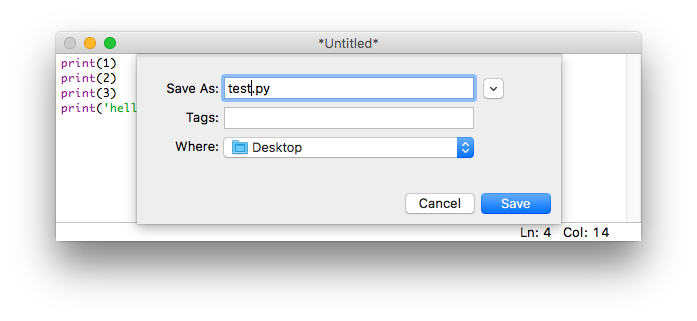 *Untitled*
print(1)
print(2)
print(3)
print('hell
Save As: test.py
Tags:
Where: Desktop
Cancel Save
Ln: 4 Col: 14